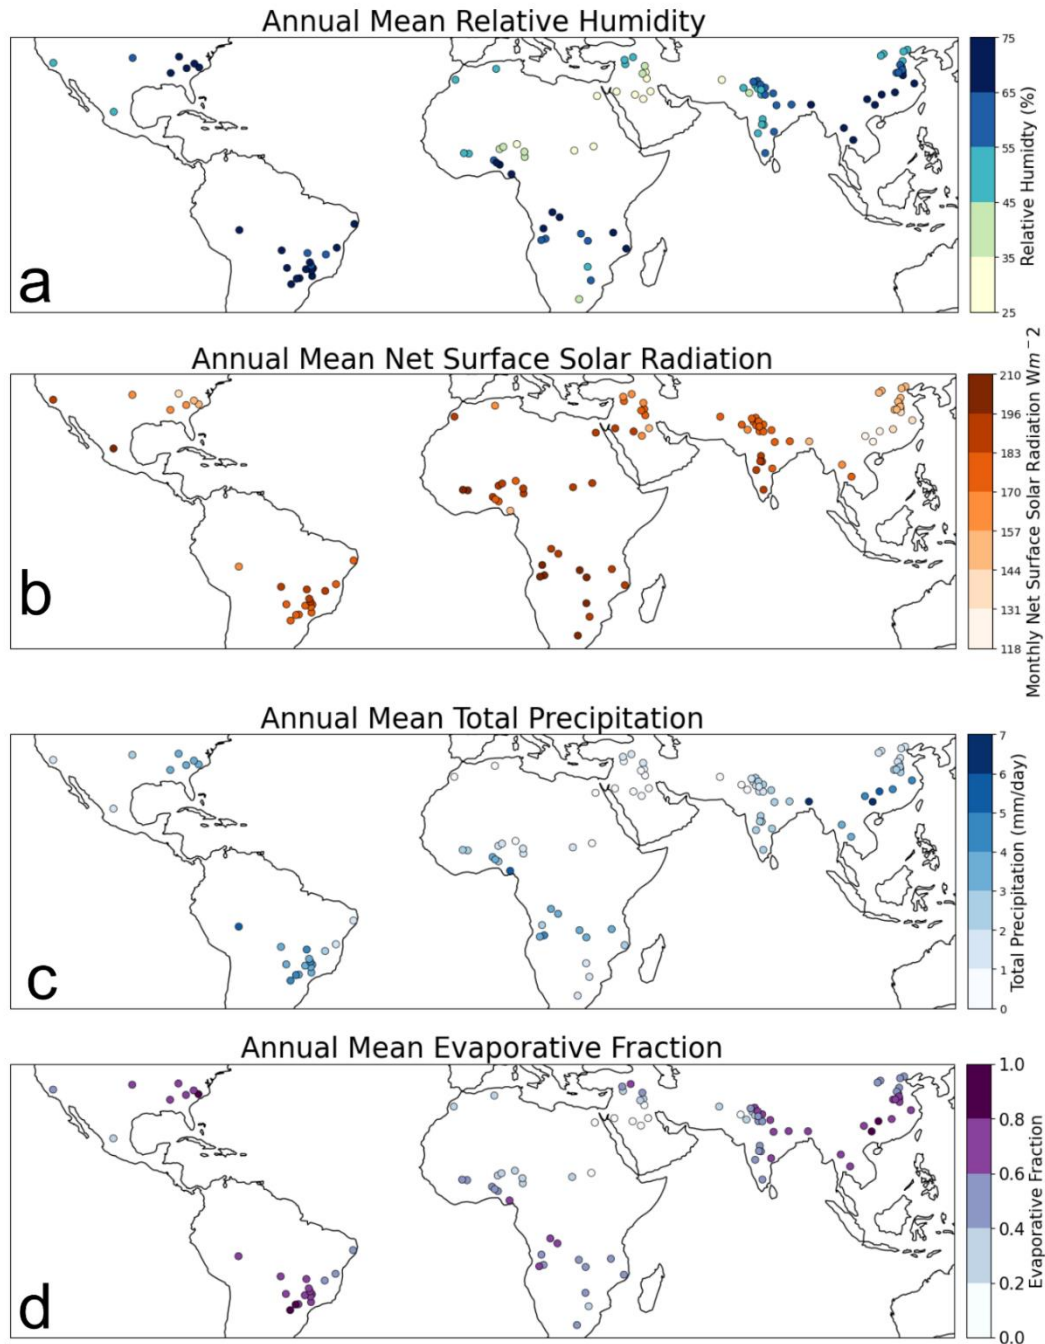 Annual Mean Relative Humidity
a
75
65
55
45
35
25
Relative Humidty (%)
Annual Mean Net Surface Solar Radiation
b
210
196
183
170
157
144
131
118
Monthly Net Surface Solar Radiation Wm⁻2
Annual Mean Total Precipitation
c
7
6
5
4
3
2
1
0
Total Precipitation (mm/day)
Annual Mean Evaporative Fraction
d
1.0
0.8
0.6
0.4
0.2
0.0
Evaporative Fraction